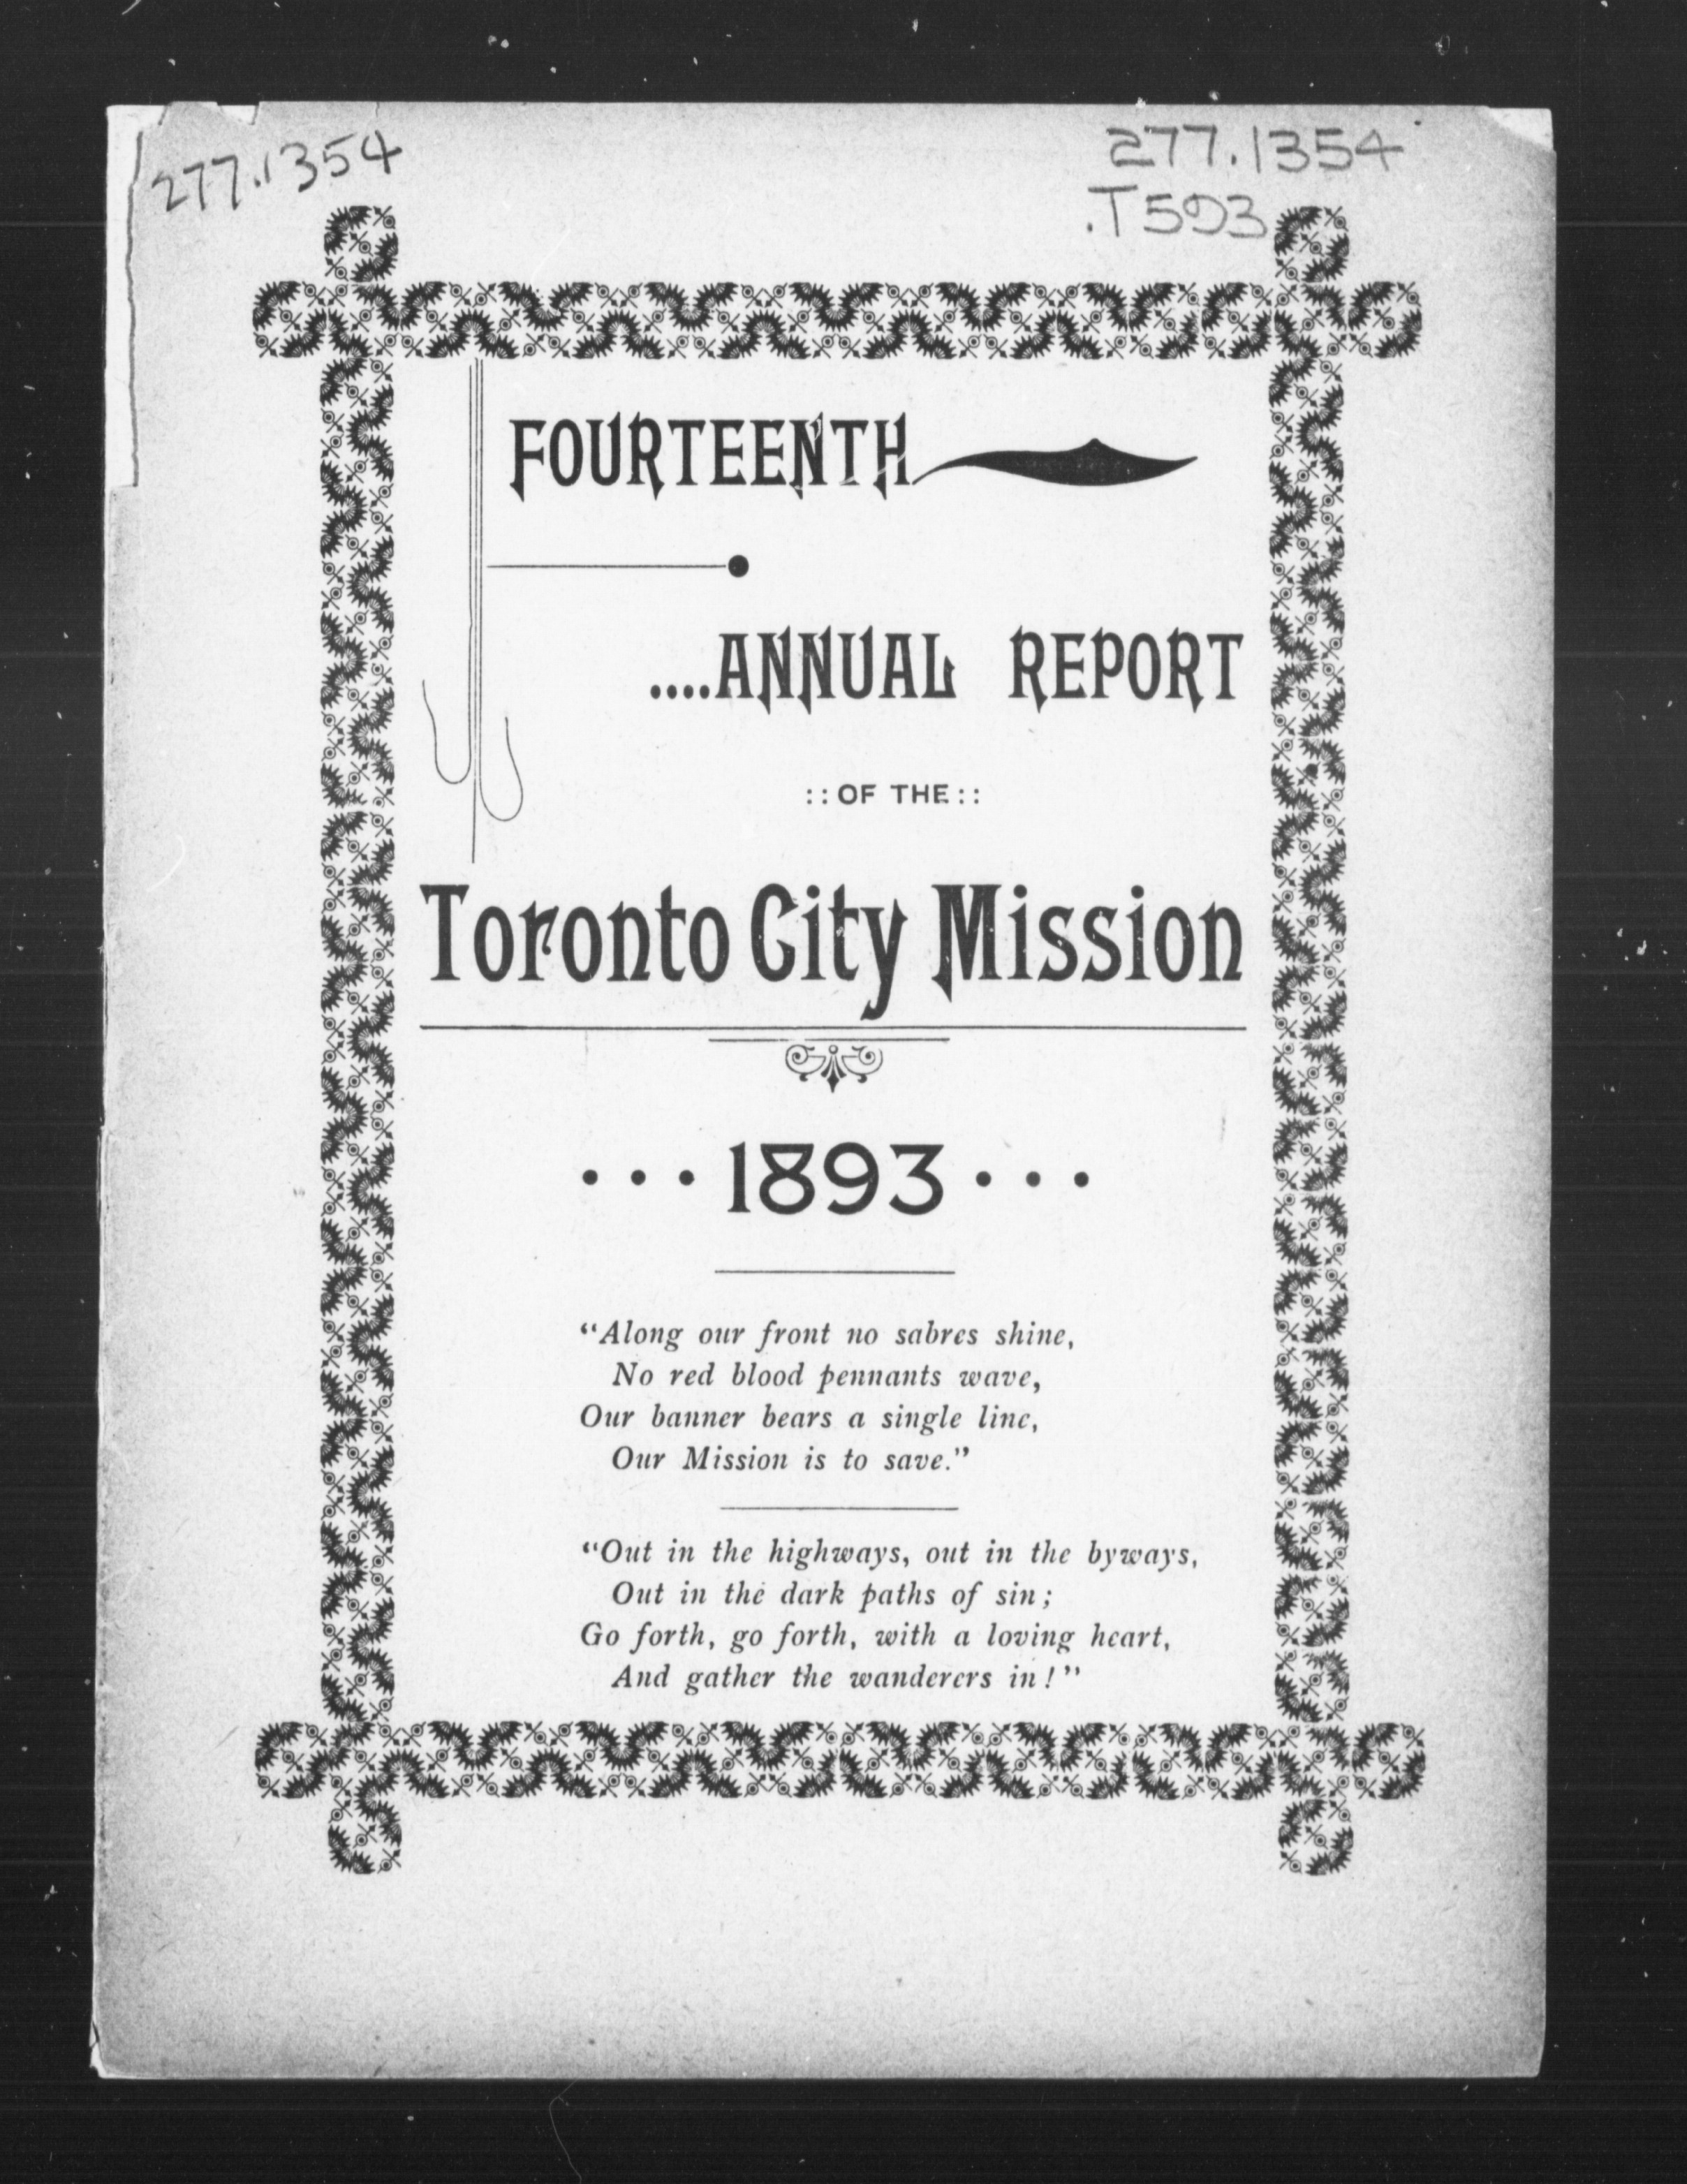 277.1354
277.1354
.T593
FOURTEENTH
....ANNUAL REPORT
:: OF THE ::
Toronto City Mission
... 1893 ...
"Along our front no sabres shine,
No red blood pennants wave,
Our banner bears a single line,
Our Mission is to save."
"Out in the highways, out in the byways,
Out in the dark paths of sin;
Go forth, go forth, with a loving heart,
And gather the wanderers in!"